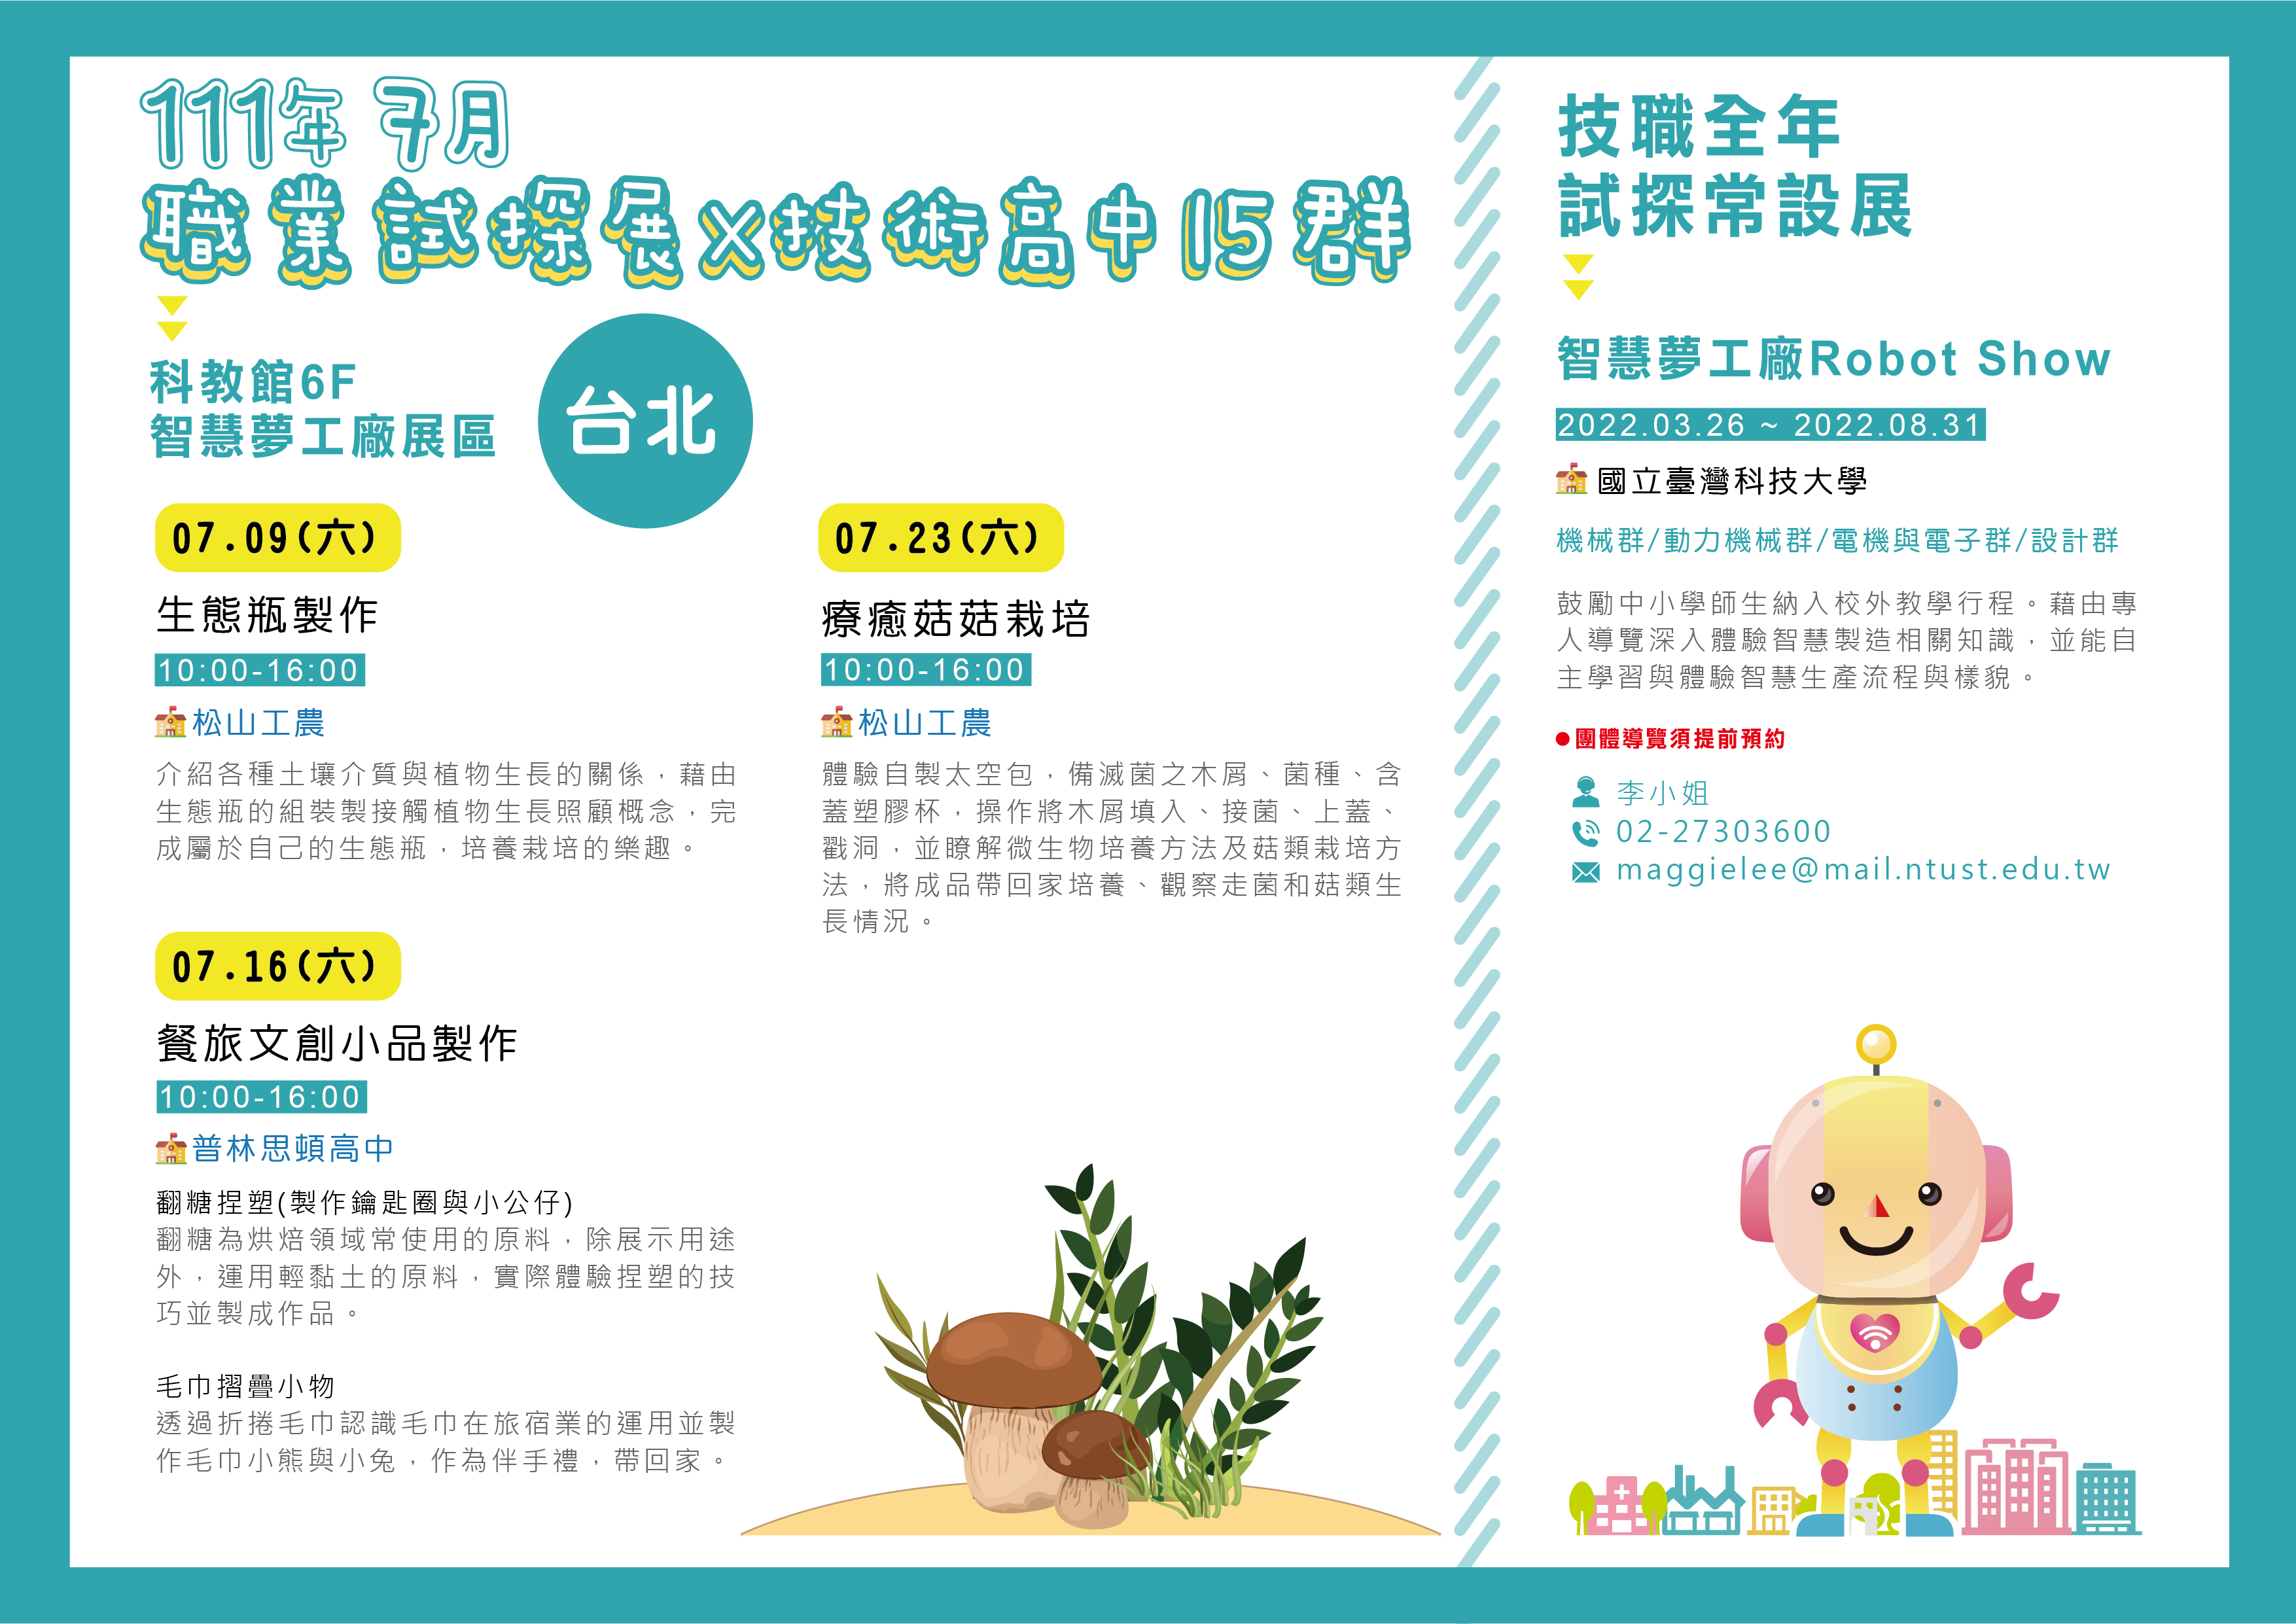 111年 7月
職業試探展X技術高中15群
科教館6F
智慧夢工廠展區
台北
07.09(六)
生態瓶製作
10:00-16:00
松山工農
介紹各種土壤介質與植物生長的關係，藉由
生態瓶的組裝製接觸植物生長照顧概念，完
成屬於自己的生態瓶，培養栽培的樂趣。
07.16(六)
餐旅文創小品製作
10:00-16:00
普林思頓高中
翻糖捏塑(製作鑰匙圈與小公仔)
翻糖為烘焙領域常使用的原料，除展示用途
外，運用輕黏土的原料，實際體驗捏塑的技
巧並製成作品。
毛巾摺疊小物
透過折捲毛巾認識毛巾在旅宿業的運用並製
作毛巾小熊與小兔，作為伴手禮，帶回家。
07.23(六)
療癒菇菇栽培
10:00-16:00
松山工農
體驗自製太空包，備滅菌之木屑、菌種、含
蓋塑膠杯，操作將木屑填入、接菌、上蓋、
戳洞，並瞭解微生物培養方法及菇類栽培方
法，將成品帶回家培養、觀察走菌和菇類生
長情況。
技職全年
試探常設展
智慧夢工廠Robot Show
2022.03.26 ~ 2022.08.31
國立臺灣科技大學
機械群/動力機械群/電機與電子群/設計群
鼓勵中小學師生納入校外教學行程。藉由專
人導覽深入體驗智慧製造相關知識，並能自
主學習與體驗智慧生產流程與樣貌。
●團體導覽須提前預約
李小姐
02-27303600
maggielee@mail.ntust.edu.tw